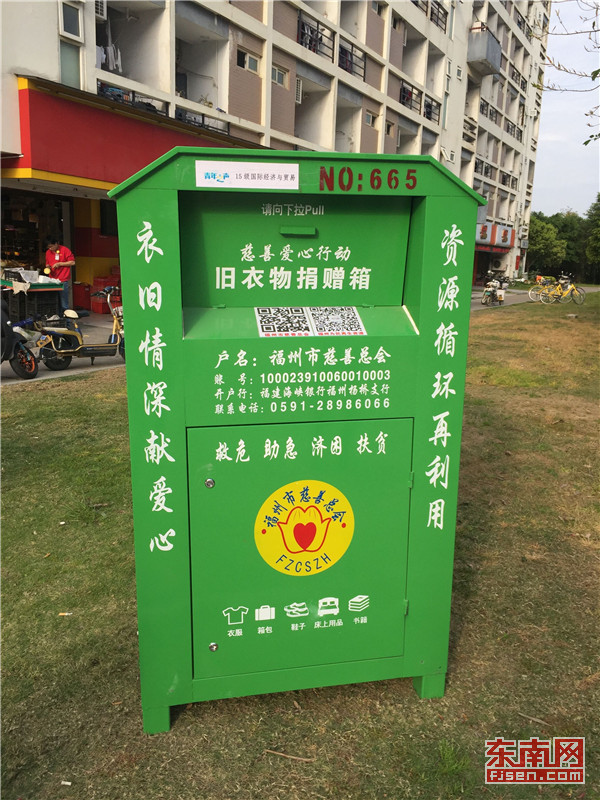 青年之声 15级国际经济与贸易
NO:665
请向下拉Pull
慈善爱心行动
旧衣物捐赠箱
户名：福州市慈善总会
账 号：100023910060010003
开户行：福建海峡银行福州杨桥支行
联系电话：0591-28986066
衣旧情深献爱心
资源循环再利用
救危 助急 济困 扶贫
福州市慈善总会
FZCSZH
衣服 箱包 鞋子 床上用品 书籍
东南网
fjsen.com